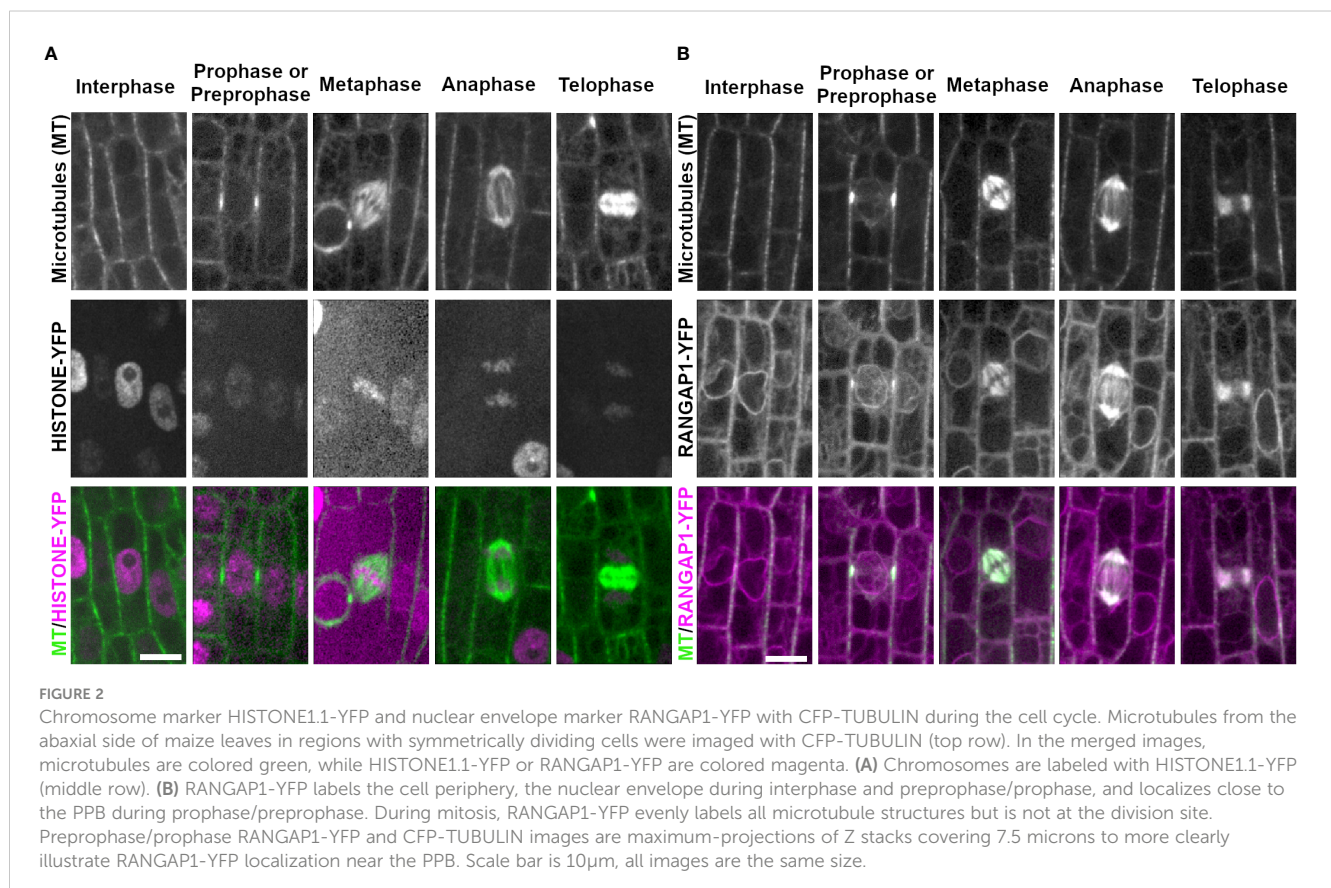 A
B
Interphase
Prophase or
Preprophase
Metaphase
Anaphase
Telophase
Interphase
Prophase or
Preprophase
Metaphase
Anaphase
Telophase
Microtubules (MT)
Microtubules (MT)
HISTONE-YFP
RANGAP1-YFP
MT/HISTONE-YFP
MT/RANGAP1-YFP
FIGURE 2
Chromosome marker HISTONE1.1-YFP and nuclear envelope marker RANGAP1-YFP with CFP-TUBULIN during the cell cycle. Microtubules from the
abaxial side of maize leaves in regions with symmetrically dividing cells were imaged with CFP-TUBULIN (top row). In the merged images,
microtubules are colored green, while HISTONE1.1-YFP or RANGAP1-YFP are colored magenta. (A) Chromosomes are labeled with HISTONE1.1-YFP
(middle row). (B) RANGAP1-YFP labels the cell periphery, the nuclear envelope during interphase and preprophase/prophase, and localizes close to
the PPB during prophase/preprophase. During mitosis, RANGAP1-YFP evenly labels all microtubule structures but is not at the division site.
Preprophase/prophase RANGAP1-YFP and CFP-TUBULIN images are maximum-projections of Z stacks covering 7.5 microns to more clearly
illustrate RANGAP1-YFP localization near the PPB. Scale bar is 10µm, all images are the same size.